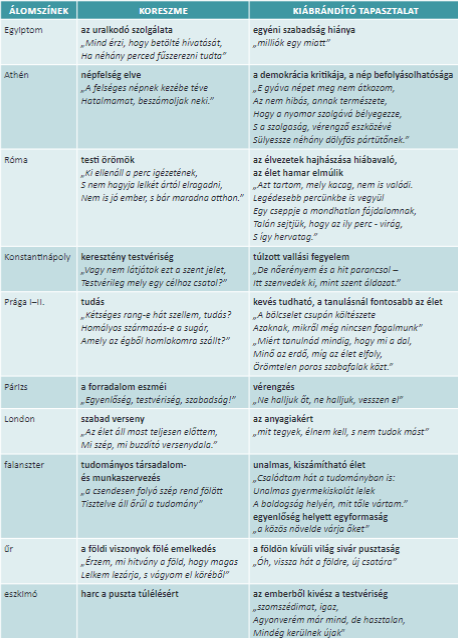 ÁLOMSZÍNEK KORESZME KIÁBRÁNDÍTÓ TAPASZTALAT
Egyiptom
az uralkodó szolgálata
„Mind érzi, hogy betölté hivatását,
Ha néhány perced fűszerezni tudta”
egyéni szabadság hiánya
„milliók egy miatt”
Athén
népfelség elve
„A felséges népnek kezébe téve
Hatalmamat, beszámoljak neki.”
a demokrácia kritikája, a nép befolyásolhatósága
„E gyáva népet meg nem átkozom,
Az nem hibás, annak természete,
Hogy a nyomor szolgává bélyegezze,
S a szolgaság, vérengző eszközévé
Sülyessze néhány dölyfös pártütőnek.”
Róma
testi örömök
„Ki ellenáll a perc igézetének,
S nem hagyja lelkét ártól elragadni,
Nem is jó ember, s bár maradna otthon.”
az élvezetek hajhászása hiábavaló,
az élet hamar elmúlik
„Azt tartom, mely kacag, nem is valódi.
Legédesebb percünkbe is vegyül
Egy cseppje a mondhatlan fájdalomnak,
Talán sejtjük, hogy az ily perc - virág,
S így hervatag.”
Konstantinápoly
keresztény testvériség
„Vagy nem látjátok ezt a szent jelet,
Testvérileg mely egy célhoz csatol?”
túlzott vallási fegyelem
„De nőerényem és a hit parancsol –
Itt szenvedek ki, mint szent áldozat.”
Prága I–II.
tudás
„Kétséges rang-e hát szellem, tudás?
Homályos származás-e a sugár,
Amely az égből homlokomra szállt?”
kevés tudható, a tanulásnál fontosabb az élet
„A bölcselet csupán költészete
Azoknak, mikről még nincsen fogalmunk”
„Miért tanulnád mindig, hogy mi a dal,
Minő az erdő, míg az élet elfoly,
Örömtelen poros szobafalak közt.”
Párizs
a forradalom eszméi
„Egyenlőség, testvériség, szabadság!”
vérengzés
„Ne halljuk őt, ne halljuk, vesszen el”
London
szabad verseny
„Az élet áll most teljesen előttem,
Mi szép, mi buzdító versenydala.”
az anyagiakért
„mit tegyek, élnem kell, s nem tudok mást”
falanszter
tudományos társadalom-
és munkaszervezés
„a csendesen folyó szép rend fölött
Tisztelve áll őrül a tudomány”
unalmas, kiszámítható élet
„Csalódtam hát a tudományban is:
Unalmas gyermekiskolát lelek
A boldogság helyén, mit tőle vártam.”
egyenlőség helyett egyformaság
„a közös növelde várja őket”
űr
a földi viszonyok fölé emelkedés
„Érzem, mi hitvány a föld, hogy magas
Lelkem lezárja, s vágyom el köréből”
a földön kívüli világ sivár pusztaság
„Óh, vissza hát a földre, új csatára”
eszkimó
harc a puszta túlélésért
az emberből kivész a testvériség
„szomszédimat, igaz,
Agyonverém már mind, de hasztalan,
Mindég kerülnek újak”